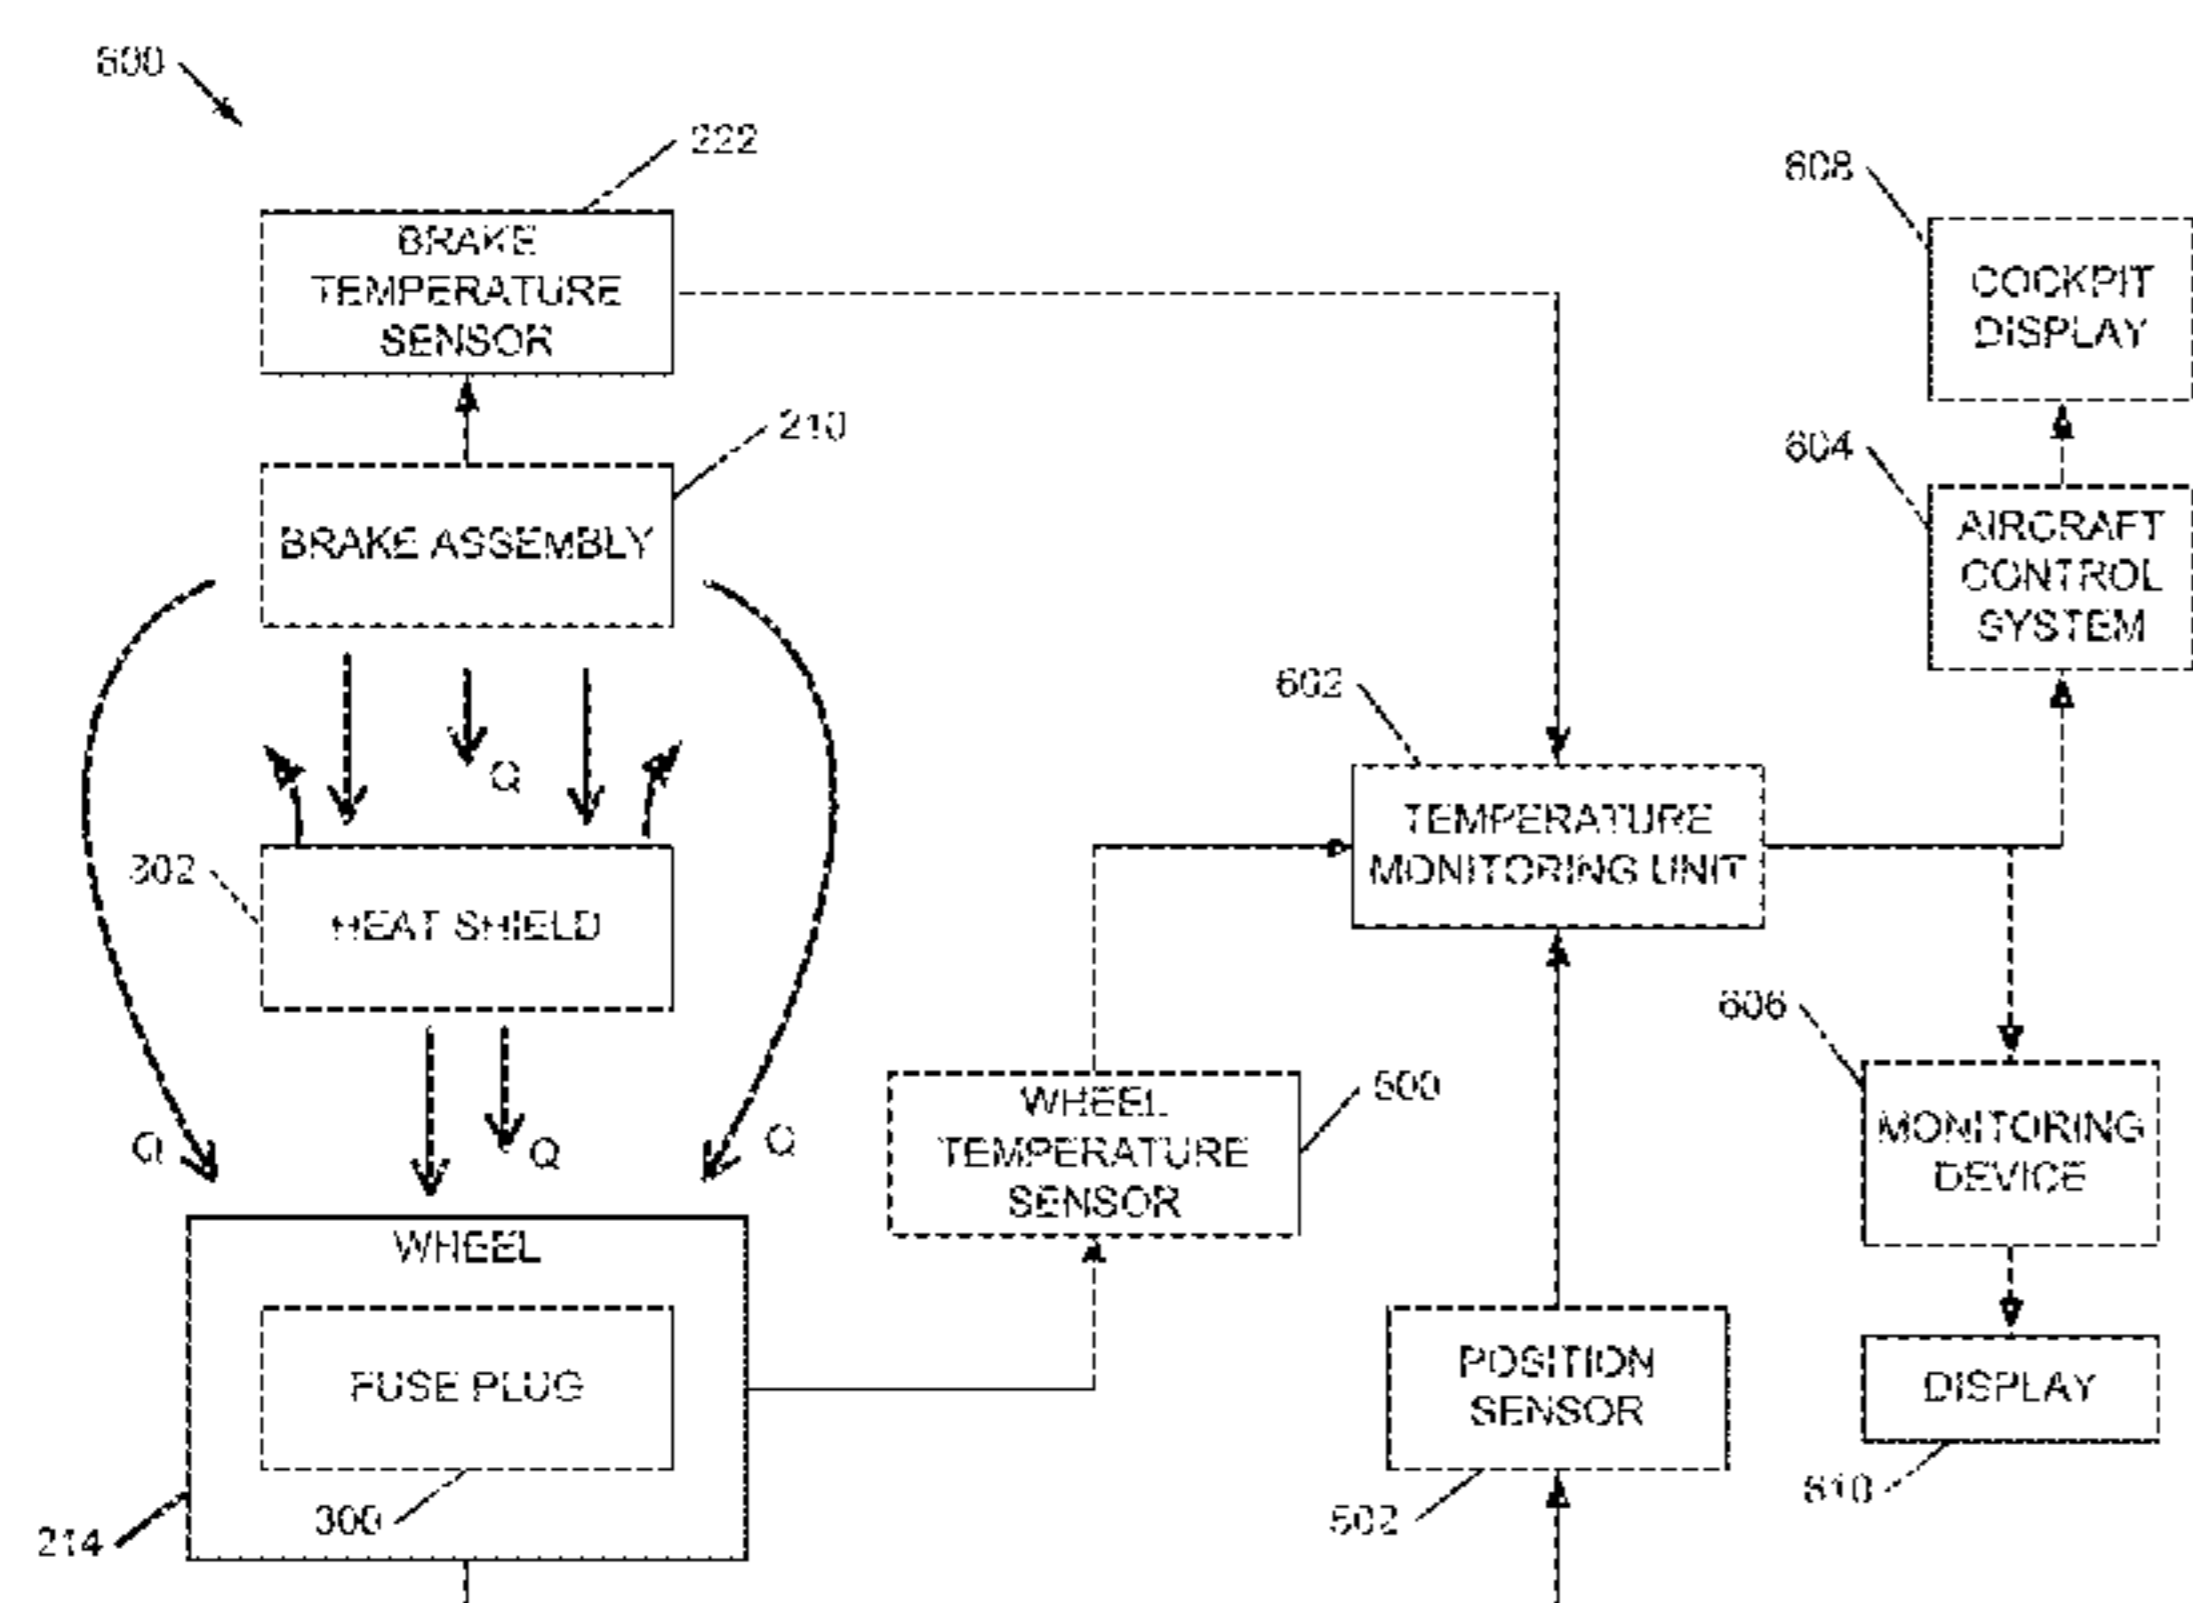 600
222
BRAKE
TEMPERATURE
SENSOR
608
COCKPIT
DISPLAY
210
BRAKE ASSEMBLY
604
AIRCRAFT
CONTROL
SYSTEM
602
Q
TEMPERATURE
MONITORING UNIT
302
HEAT SHIELD
606
500
WHEEL
TEMPERATURE
SENSOR
MONITORING
DEVICE
Q
Q
Q
WHEEL
FUSE PLUG
POSITION
SENSOR
DISPLAY
610
300
502
214